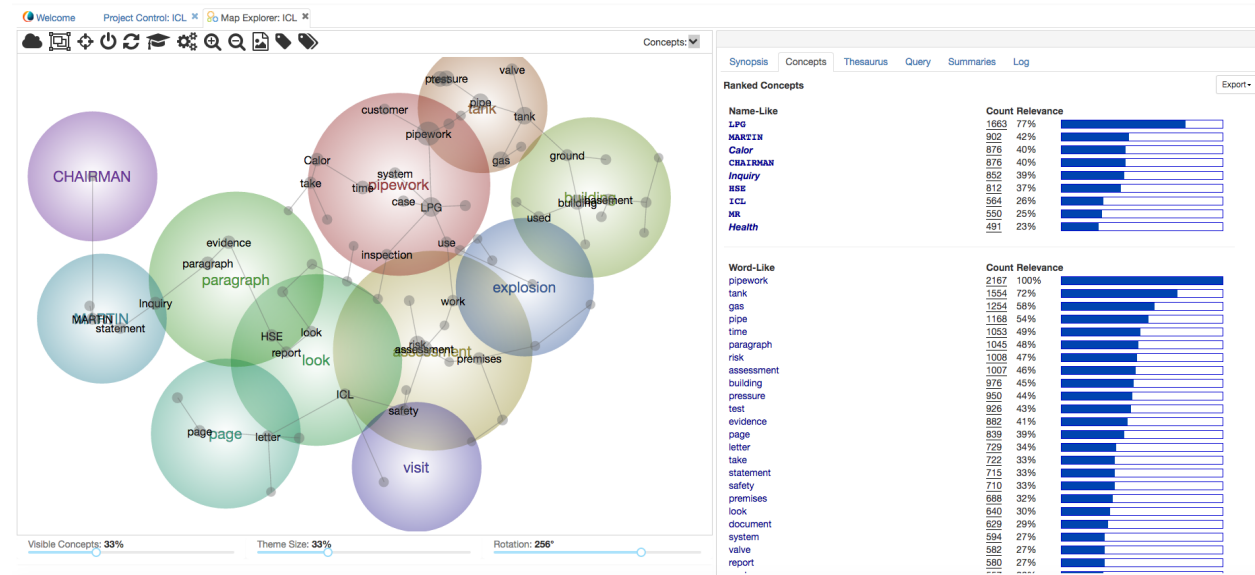 Welcome Project Control: ICL Map Explorer: ICL
Concepts:
valve
pressure
pipe
tank
customer
tank
pipework
gas
ground
Calor
system
take
time
pipework
CHAIRMAN
case
LPG
building
building
basement
used
evidence
use
inspection
paragraph
paragraph
explosion
Inquiry
work
MARTIN
MARTIN
statement
HSE
look
risk
report
look
assessment
assessment
premises
ICL
safety
page
page
letter
visit
Visible Concepts: 33% Theme Size: 33% Rotation: 256°
Synopsis Concepts Thesaurus Query Summaries Log
Ranked Concepts Export
Name-Like Count Relevance
LPG 1663 77%
MARTIN 902 42%
Calor 876 40%
CHAIRMAN 876 40%
Inquiry 852 39%
HSE 812 37%
ICL 564 26%
MR 550 25%
Health 491 23%
Word-Like Count Relevance
pipework 2167 100%
tank 1554 72%
gas 1254 58%
pipe 1168 54%
time 1053 49%
paragraph 1045 48%
risk 1008 47%
assessment 1007 46%
building 976 45%
pressure 950 44%
test 926 43%
evidence 882 41%
page 839 39%
letter 729 34%
take 722 33%
statement 715 33%
safety 710 33%
premises 688 32%
look 640 30%
document 629 29%
system 594 27%
valve 582 27%
report 580 27%